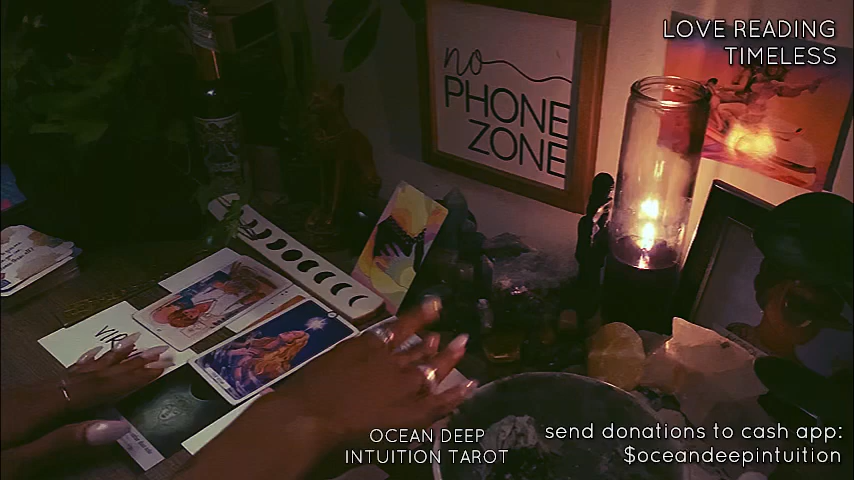 LOVE READING
TIMELESS
no
PHONE
ZONE
OCEAN DEEP
INTUITION TAROT
send donations to cash app:
$oceandeepintuition